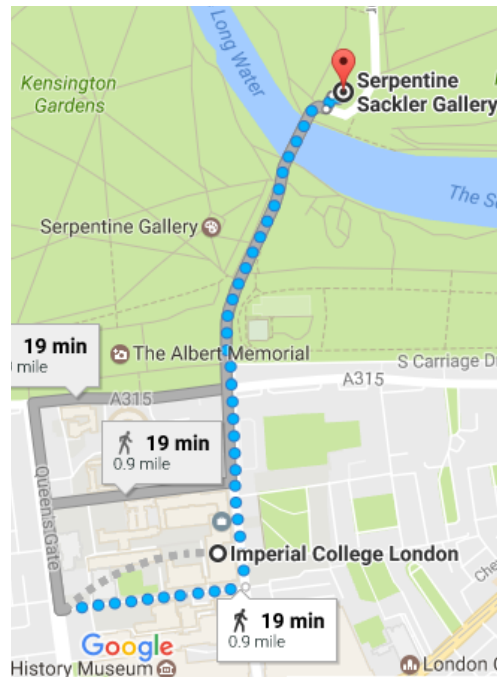 Long
Water
Kensington
Gardens
Serpentine
Sackler Gallery
The
Serpentine Gallery
19 min
mile
The Albert Memorial
S Carriage D
A315
A315
19 min
0.9 mile
Queen's Gate
Imperial College London
19 min
0.9 mile
Google
History Museum
London